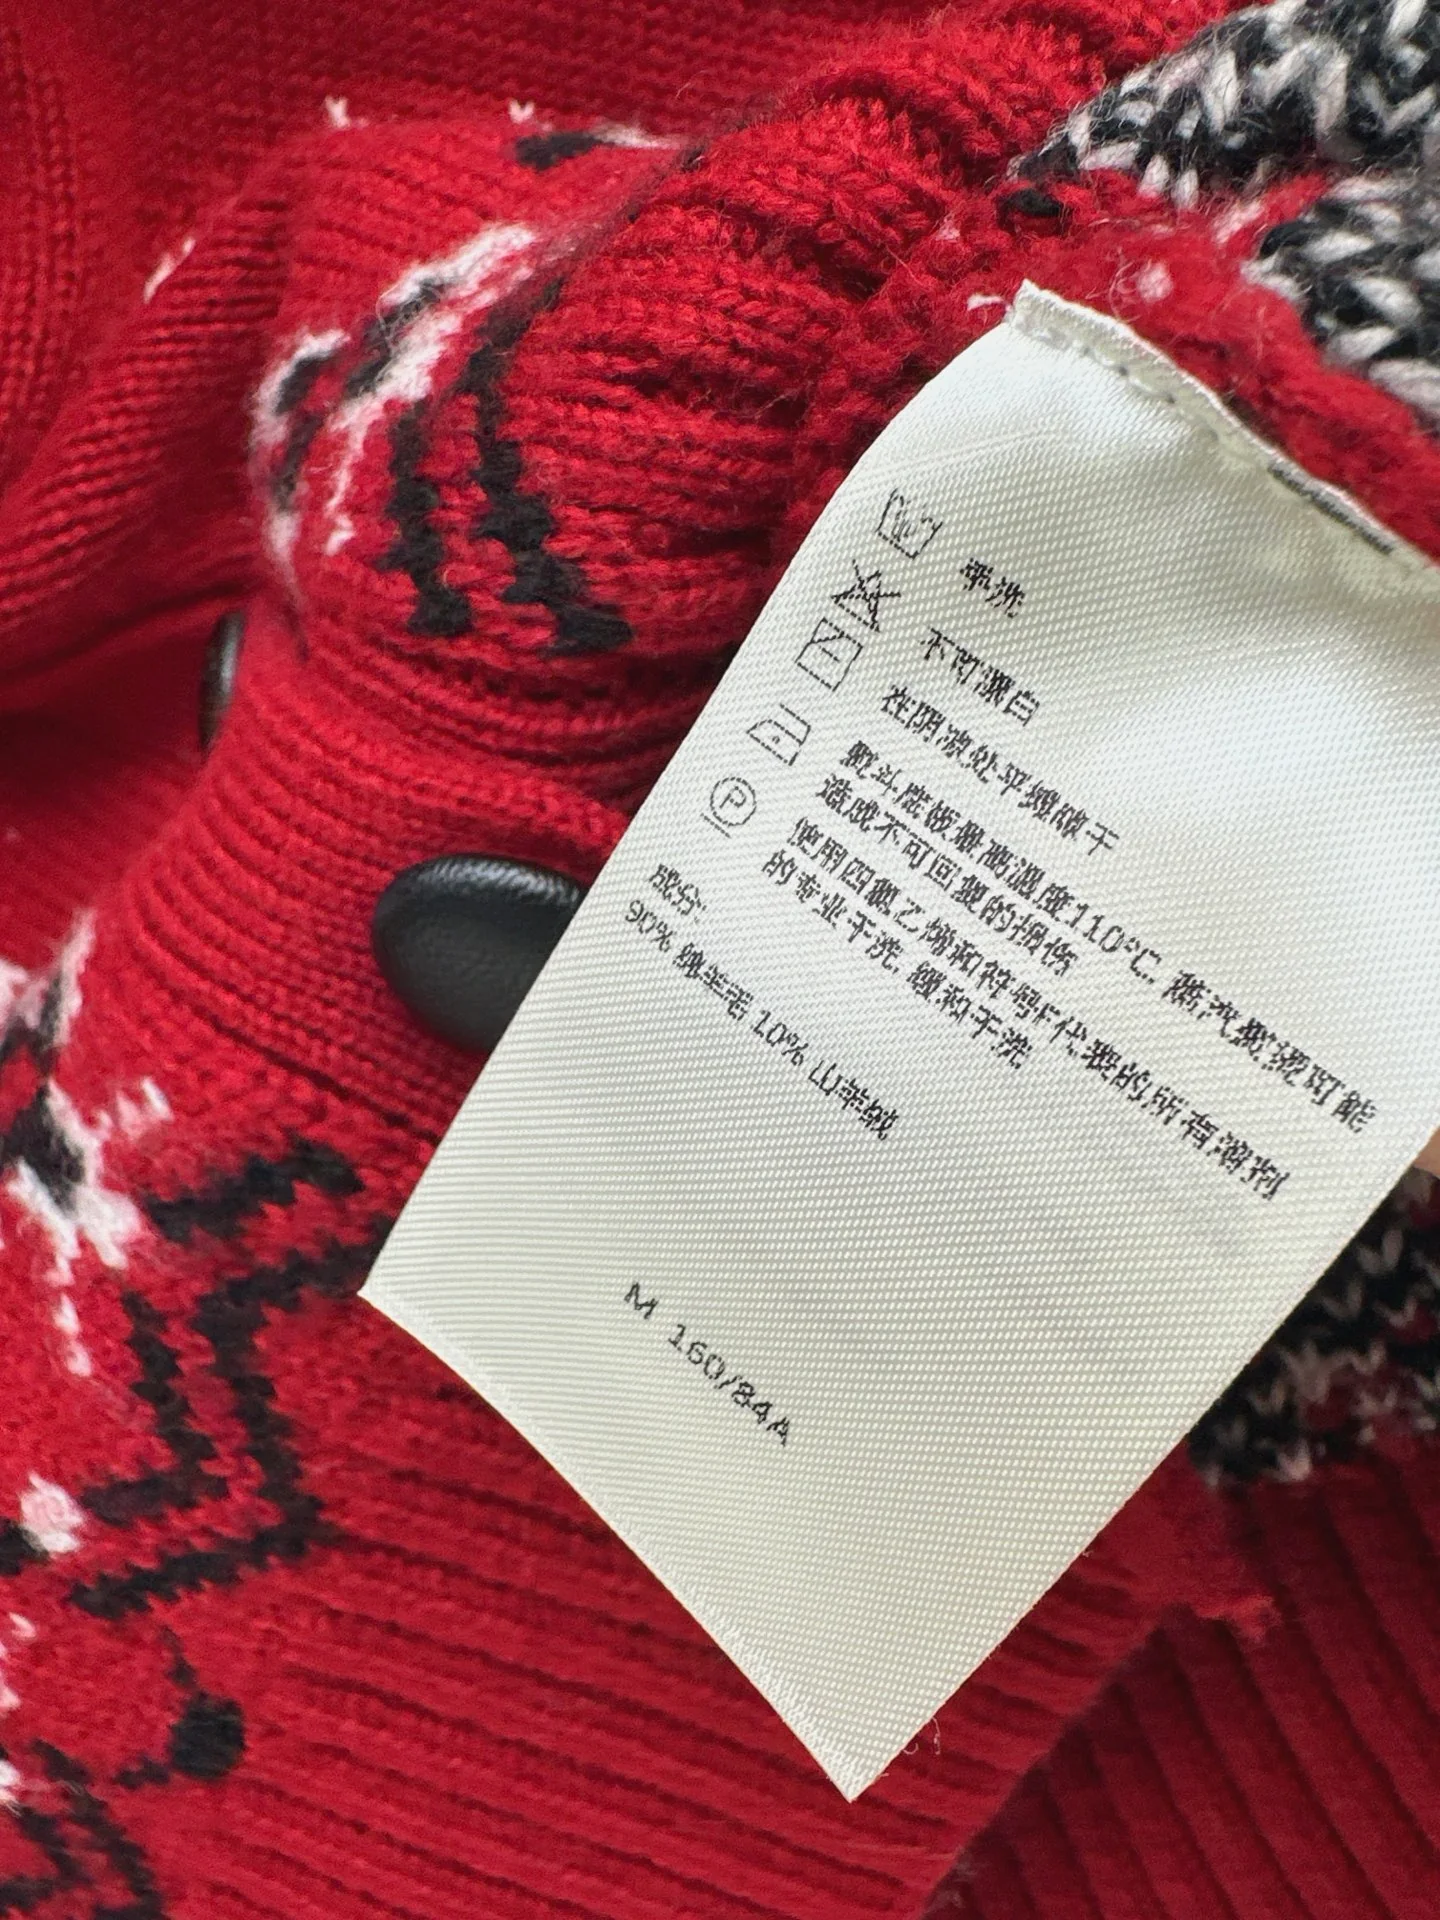 手洗
不可漂白
在阴凉处平摊晾干
熨斗底板最高温度110°C. 蒸汽熨烫可能
造成不可回复的损伤
使用四氯乙烯和符号F代表的所有溶剂
的专业干洗. 缓和干洗.
成分:
90% 绵羊毛 10% 山羊绒
M 160/84A